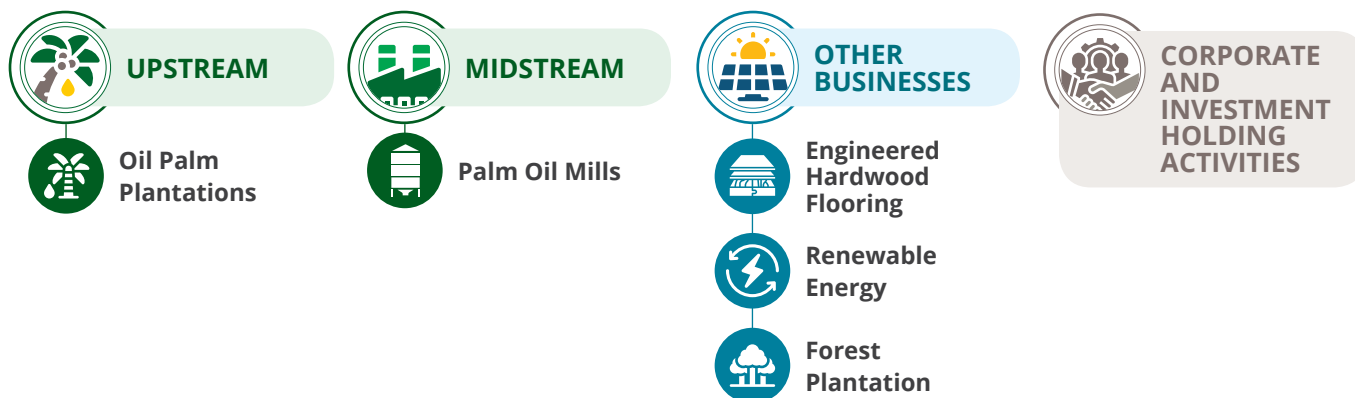 UPSTREAM
Oil Palm
Plantations
MIDSTREAM
Palm Oil Mills
OTHER
BUSINESSES
Engineered
Hardwood
Flooring
Renewable
Energy
Forest
Plantation
CORPORATE
AND
INVESTMENT
HOLDING
ACTIVITIES